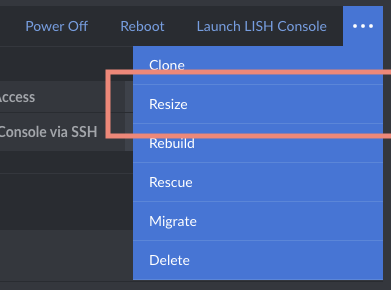 Power Off Reboot Launch LISH Console ...
Clone
Access
Resize
Console via SSH
Rebuild
Rescue
Migrate
Delete